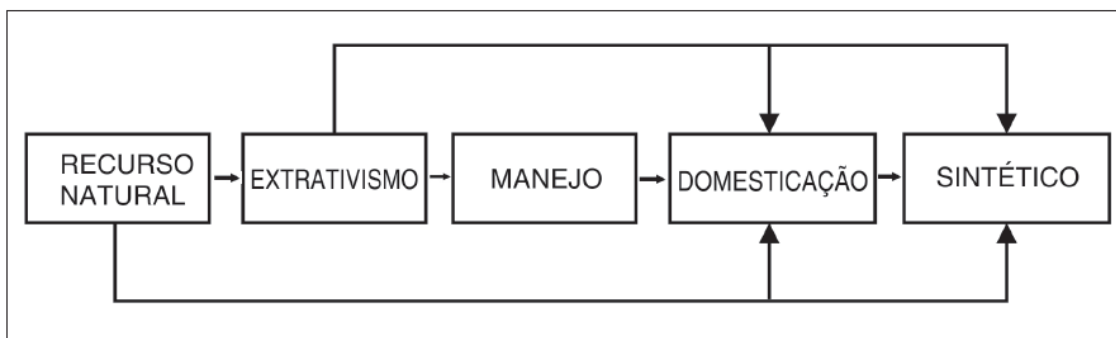 RECURSO
NATURAL
EXTRATIVISMO
MANEJO
DOMESTICAÇÃO
SINTÉTICO